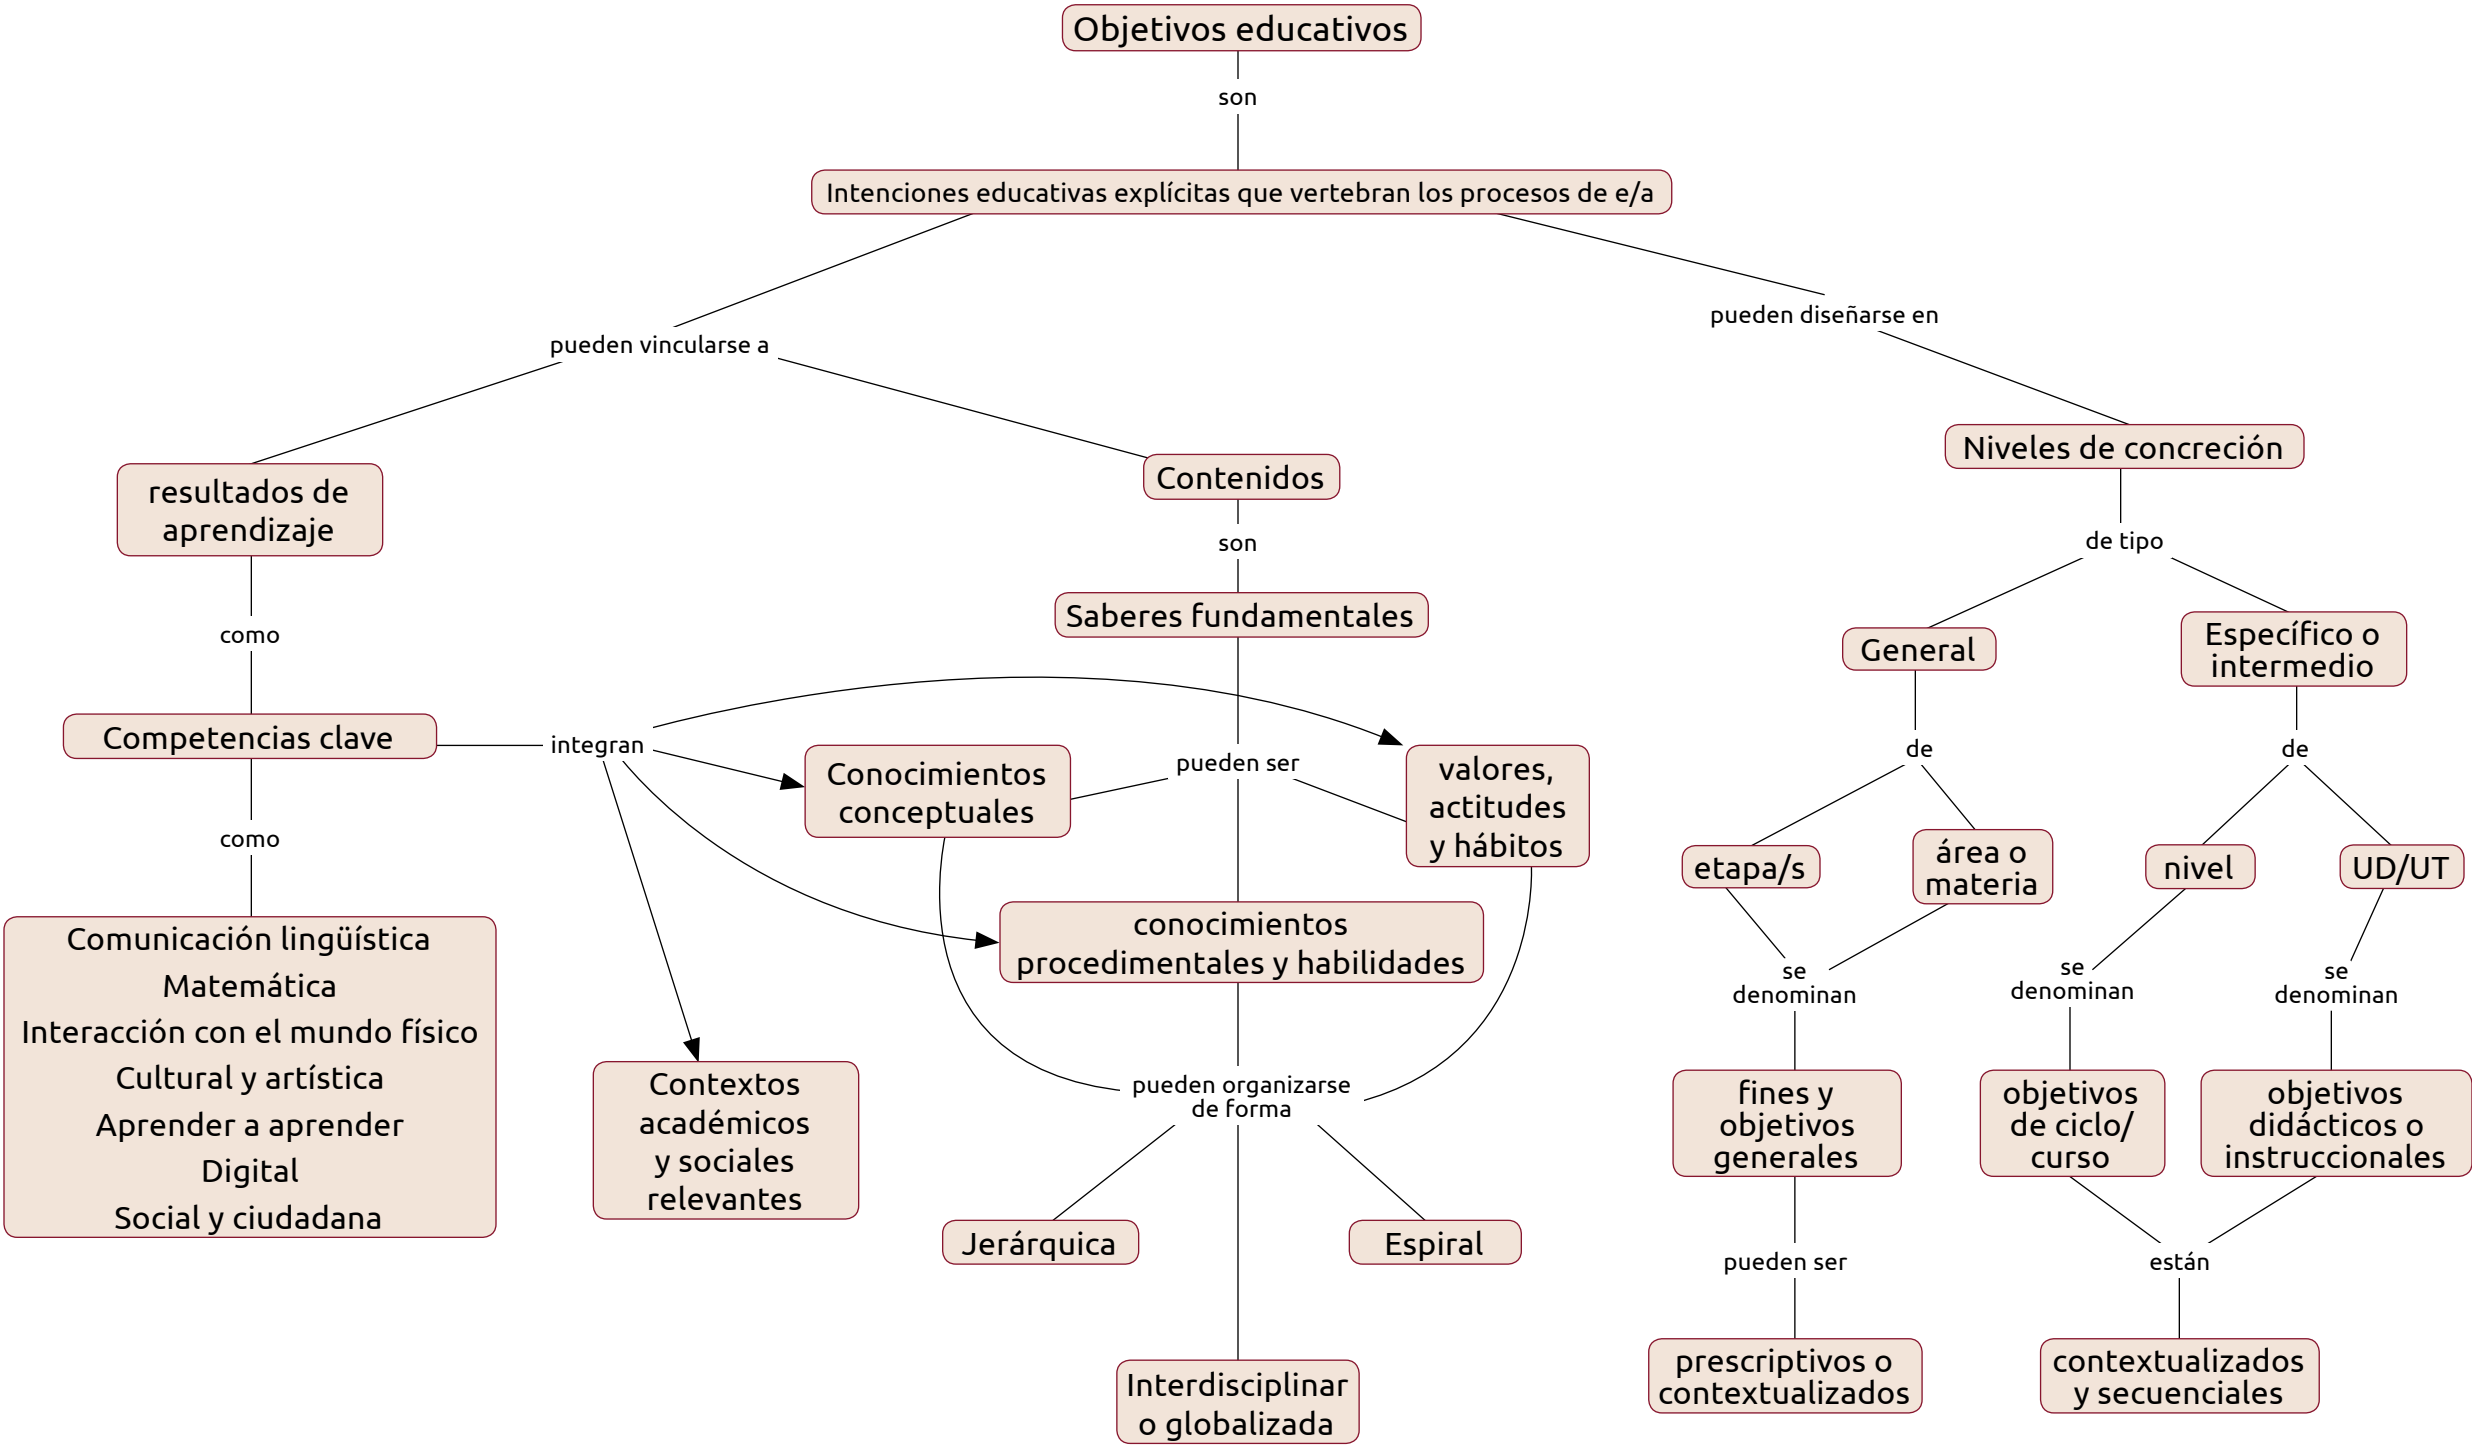 Objetivos educativos
son
Intenciones educativas explícitas que vertebran los procesos de e/a
pueden vincularse a
pueden diseñarse en
resultados de
aprendizaje
como
Competencias clave
como
Comunicación lingüística
Matemática
Interacción con el mundo físico
Cultural y artística
Aprender a aprender
Digital
Social y ciudadana
integran
Contextos
académicos
y sociales
relevantes
Contenidos
son
Saberes fundamentales
pueden ser
Conocimientos
conceptuales
valores,
actitudes
y hábitos
conocimientos
procedimentales y habilidades
pueden organizarse
de forma
Jerárquica
Espiral
Interdisciplinar
o globalizada
Niveles de concreción
de tipo
General
de
etapa/s
área o
materia
se
denominan
fines y
objetivos
generales
pueden ser
prescriptivos o
contextualizados
Específico o
intermedio
de
nivel
UD/UT
se
denominan
se
denominan
objetivos
de ciclo/
curso
objetivos
didácticos o
instruccionales
están
contextualizados
y secuenciales